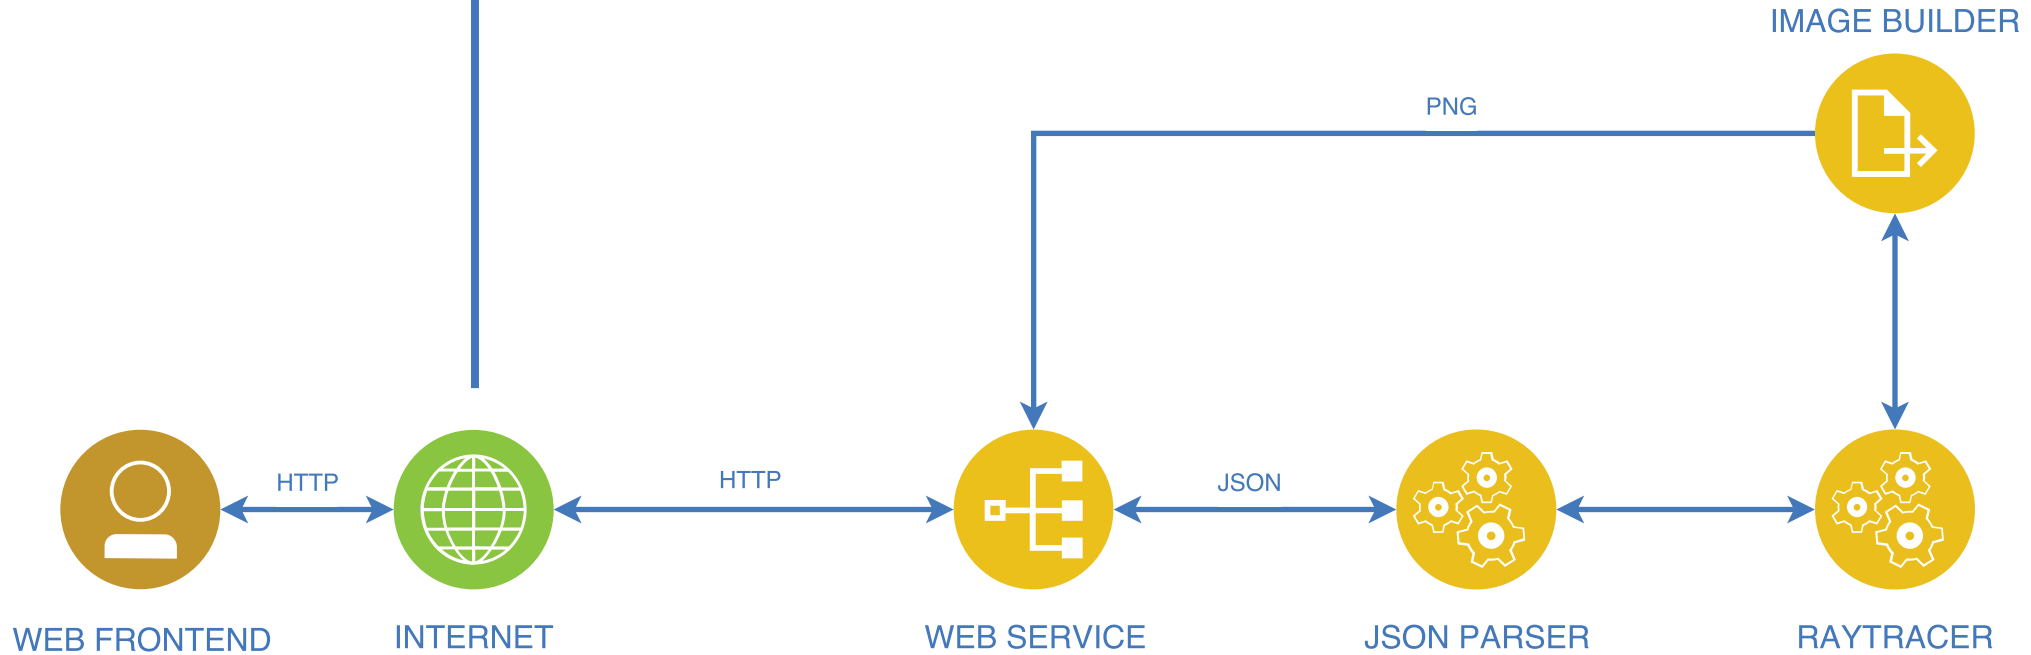 IMAGE BUILDER
PNG
HTTP
HTTP
JSON
WEB FRONTEND
INTERNET
WEB SERVICE
JSON PARSER
RAYTRACER